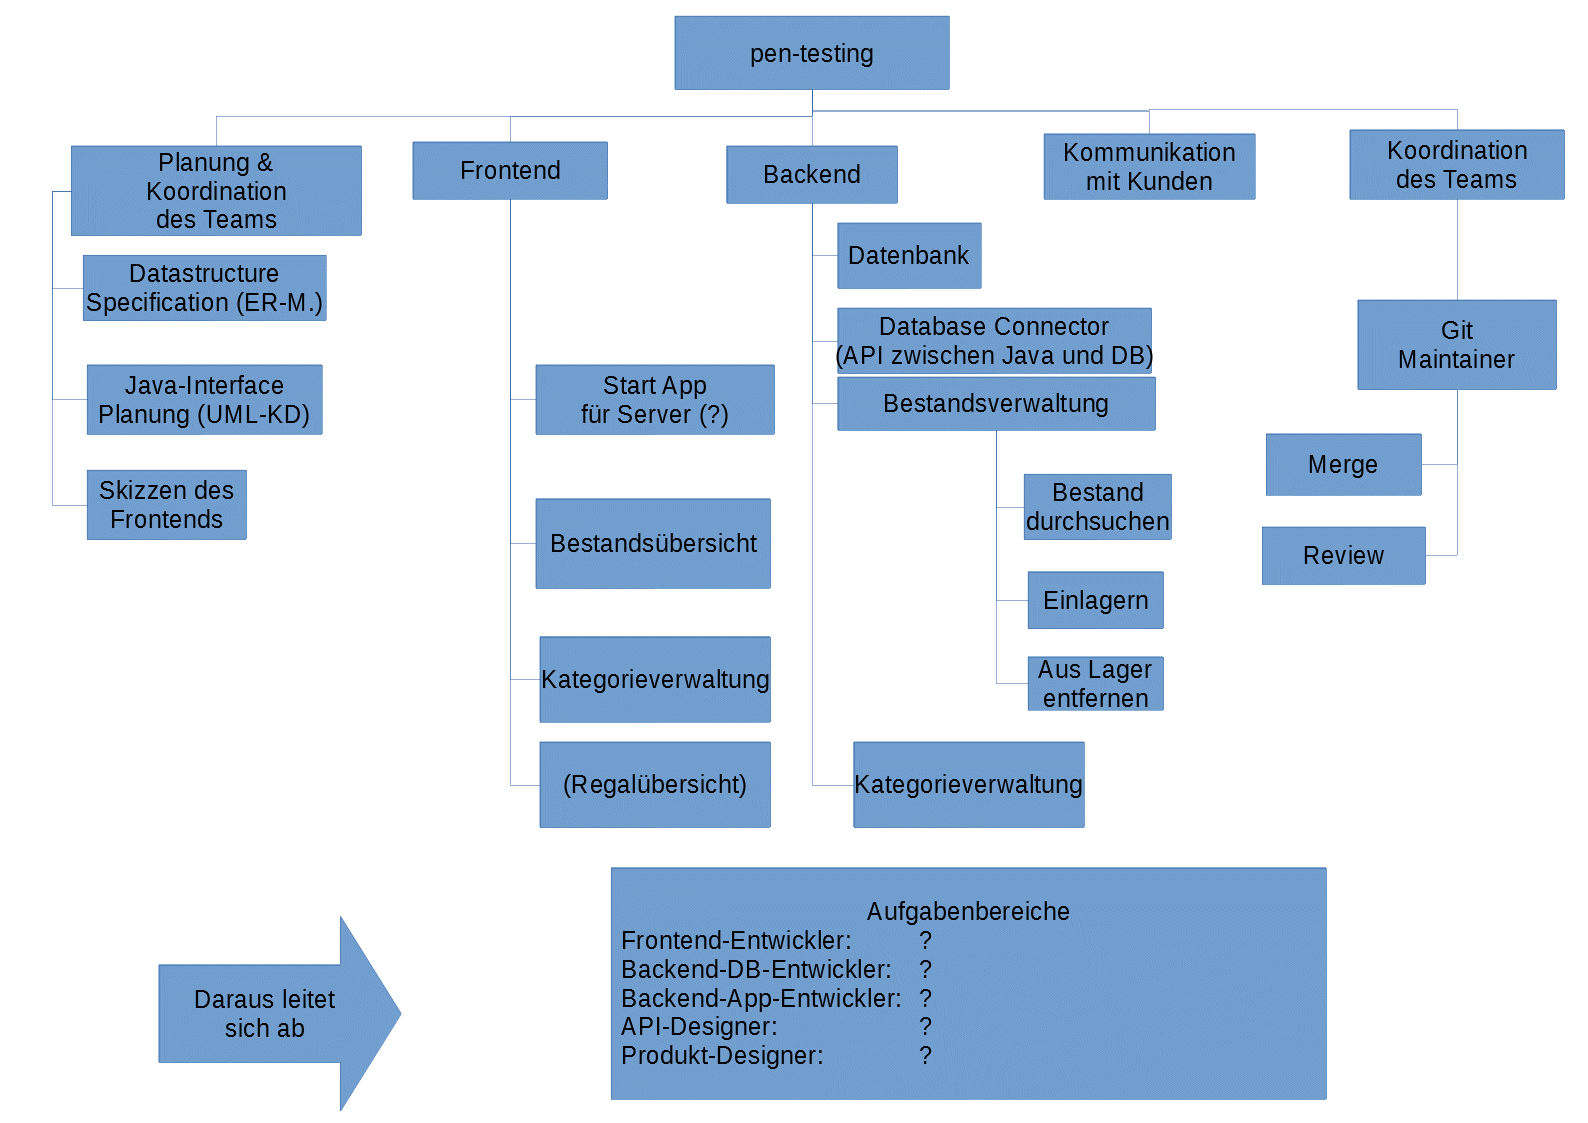 pen-testing
Planung &
Koordination
des Teams
Frontend
Backend
Kommunikation
mit Kunden
Koordination
des Teams
Datastructure
Specification (ER-M.)
Java-Interface
Planung (UML-KD)
Skizzen des
Frontends
Start App
für Server (?)
Bestandsübersicht
Kategorieverwaltung
(Regalübersicht)
Datenbank
Database Connector
(API zwischen Java und DB)
Bestandsverwaltung
Bestand
durchsuchen
Einlagern
Aus Lager
entfernen
Kategorieverwaltung
Git
Maintainer
Merge
Review
Daraus leitet
sich ab
Aufgabenbereiche
Frontend-Entwickler: ?
Backend-DB-Entwickler: ?
Backend-App-Entwickler: ?
API-Designer: ?
Produkt-Designer: ?